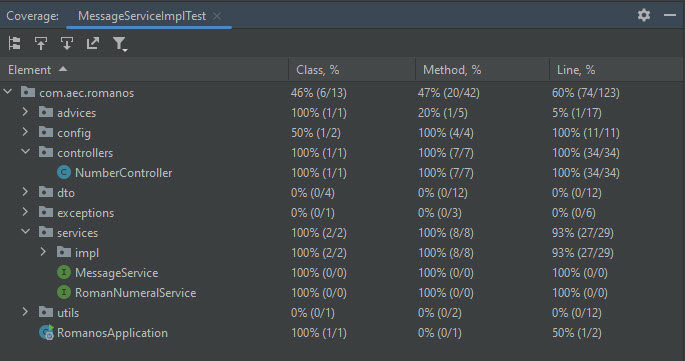 Coverage: MessageServiceImplTest
Element Class, % Method, % Line, %
com.aec.romanos 46% (6/13) 47% (20/42) 60% (74/123)
advices 100% (1/1) 20% (1/5) 5% (1/17)
config 50% (1/2) 100% (4/4) 100% (11/11)
controllers 100% (1/1) 100% (7/7) 100% (34/34)
NumberController 100% (1/1) 100% (7/7) 100% (34/34)
dto 0% (0/4) 0% (0/12) 0% (0/12)
exceptions 0% (0/1) 0% (0/3) 0% (0/6)
services 100% (2/2) 100% (8/8) 93% (27/29)
impl 100% (2/2) 100% (8/8) 93% (27/29)
MessageService 100% (0/0) 100% (0/0) 100% (0/0)
RomanNumeralService 100% (0/0) 100% (0/0) 100% (0/0)
utils 0% (0/1) 0% (0/2) 0% (0/12)
RomanosApplication 100% (1/1) 0% (0/1) 50% (1/2)